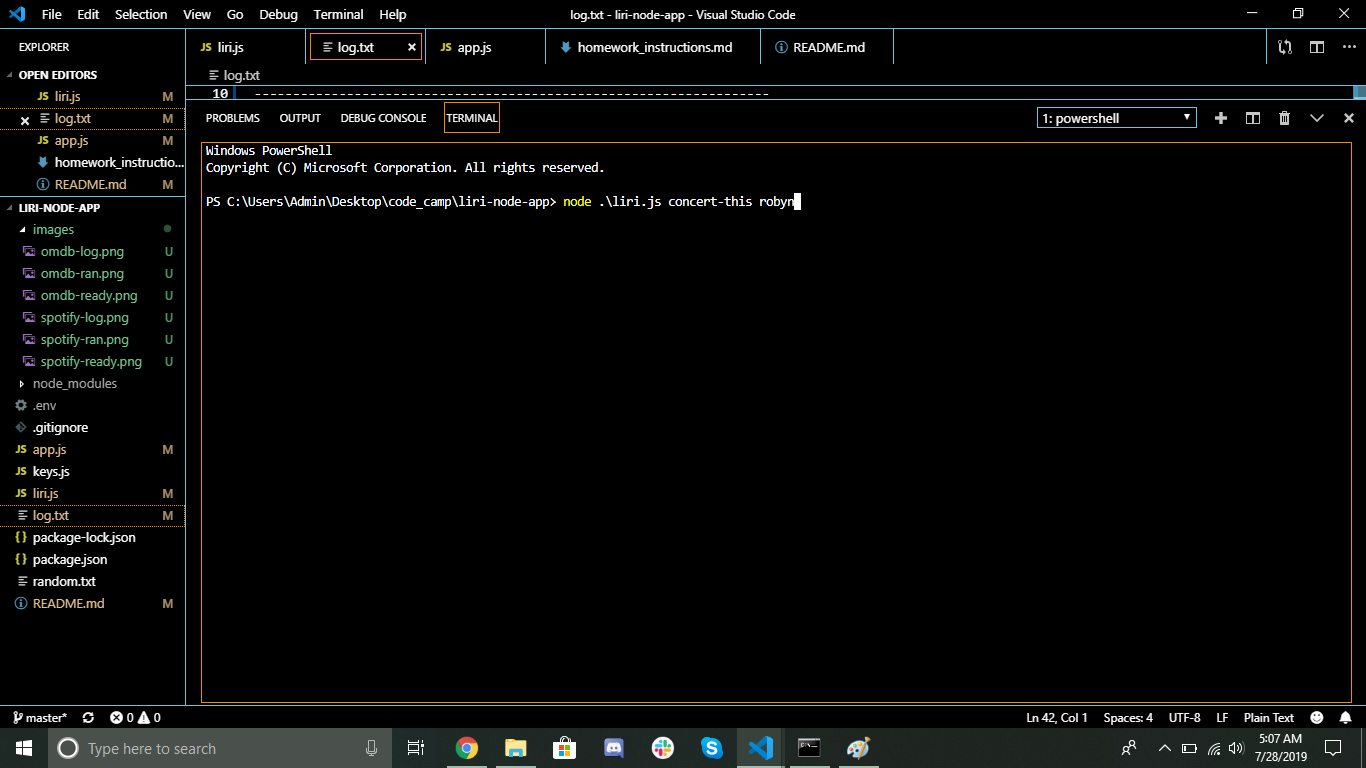 File Edit Selection View Go Debug Terminal Help log.txt - liri-node-app - Visual Studio Code
EXPLORER
JS liri.js log.txt × JS app.js homework_instructions.md README.md
OPEN EDITORS
JS liri.js M
log.txt M
JS app.js M
homework_instructio...
README.md M
LIRI-NODE-APP
images
omdb-log.png U
omdb-ran.png U
omdb-ready.png U
spotify-log.png U
spotify-ran.png U
spotify-ready.png U
node_modules
.env
.gitignore
JS app.js M
JS keys.js
JS liri.js M
log.txt M
{} package-lock.json
{} package.json
random.txt
README.md M
log.txt
10 -------------------------------------------------------------------
PROBLEMS OUTPUT DEBUG CONSOLE TERMINAL 1: powershell
Windows PowerShell
Copyright (C) Microsoft Corporation. All rights reserved.
PS C:\Users\Admin\Desktop\code_camp\liri-node-app> node .\liri.js concert-this robyn
master* 0 0 Ln 42, Col 1 Spaces: 4 UTF-8 LF Plain Text
Type here to search
5:07 AM
7/28/2019